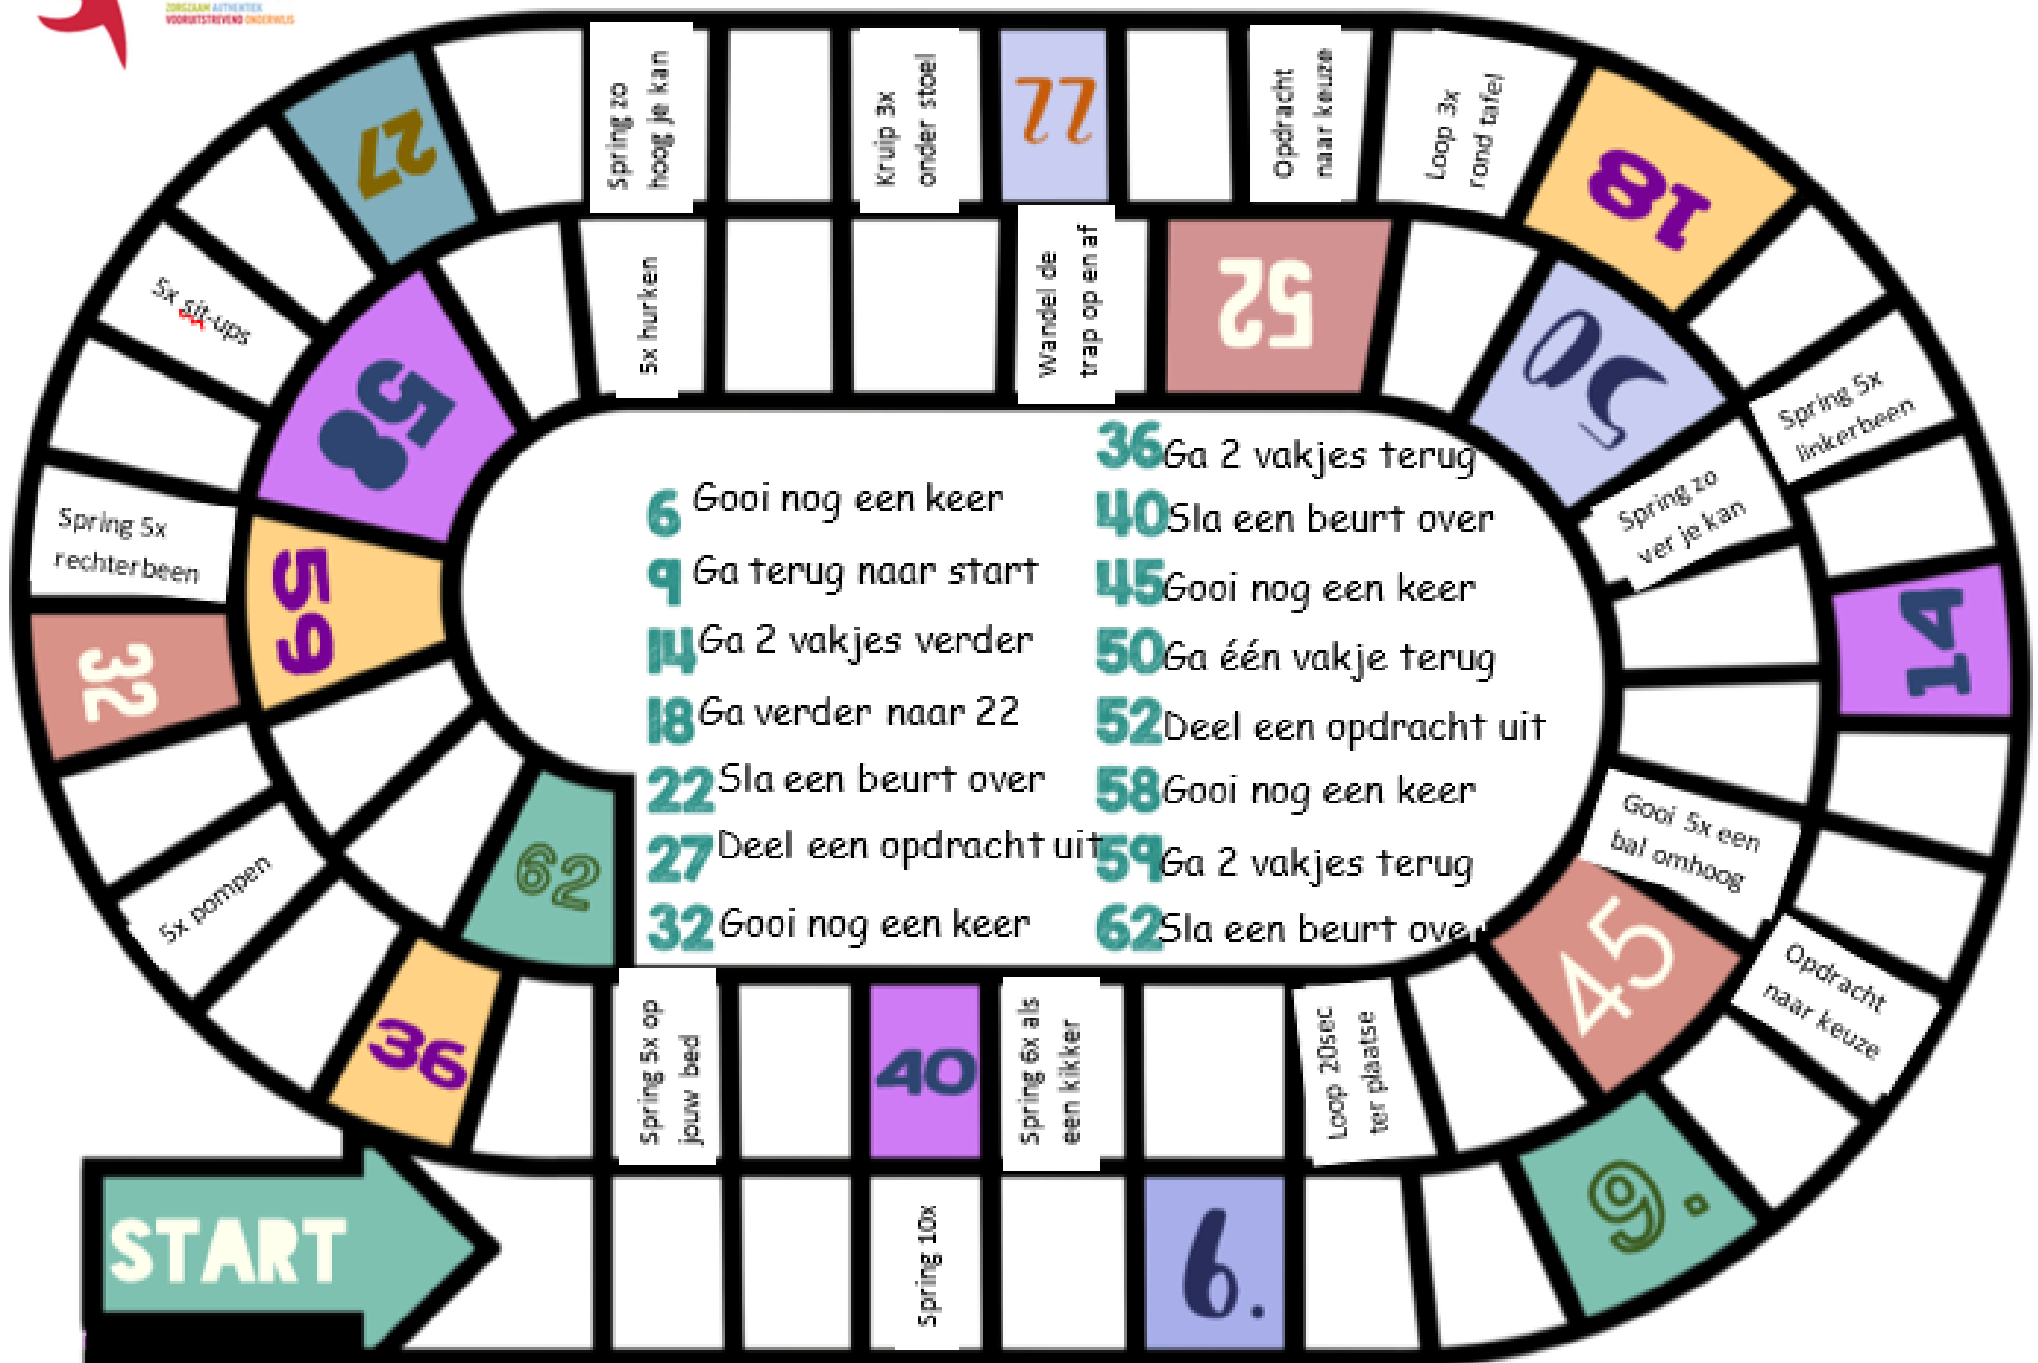 ZORGZAAM AUTHENTIEK
VOORUITSTREVEND ONDERWIJS
START
Spring 10x
6.
9.
Opdracht
naar keuze
14
Spring 5x
linkerbeen
18
Loop 3x
rond tafel
Opdracht
naar keuze
22
Kruip 3x
onder stoel
Spring zo
hoog je kan
27
5x sit-ups
Spring 5x
rechterbeen
32
5x pompen
36
Spring 5x op
jouw bed
40
Spring 6x als
een kikker
Loop 20sec
ter plaatse
45
Gooi 5x een
bal omhoog
Spring zo
ver je kan
50
52
Wandel de
trap op en af
5x hurken
58
59
62
6 Gooi nog een keer
9 Ga terug naar start
14 Ga 2 vakjes verder
18 Ga verder naar 22
22 Sla een beurt over
27 Deel een opdracht uit
32 Gooi nog een keer
36 Ga 2 vakjes terug
40 Sla een beurt over
45 Gooi nog een keer
50 Ga één vakje terug
52 Deel een opdracht uit
58 Gooi nog een keer
59 Ga 2 vakjes terug
62 Sla een beurt ove